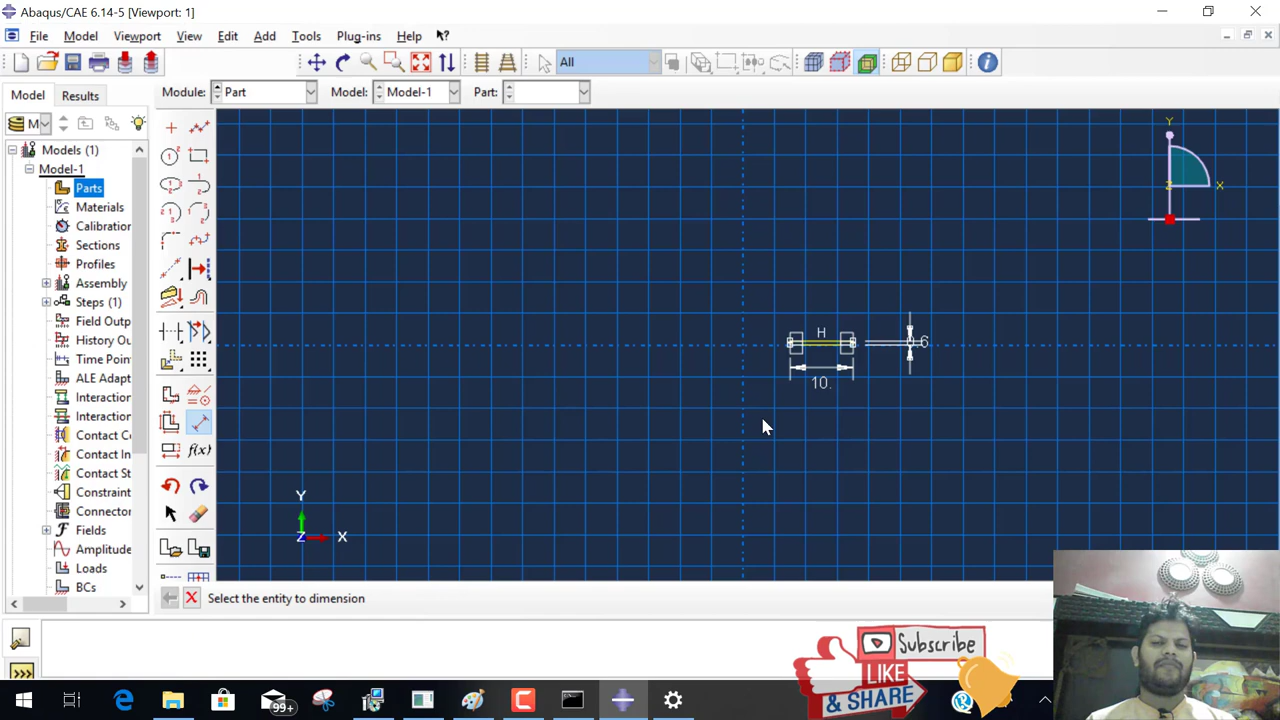 Abaqus/CAE 6.14-5 [Viewport: 1]
File Model Viewport View Edit Add Tools Plug-ins Help
All
Model Results
Module: Part Model: Model-1 Part:
M
Models (1)
Model-1
Parts
Materials
Calibration
Sections
Profiles
Assembly
Steps (1)
Field Outp
History Ou
Time Point
ALE Adapt
Interaction
Interaction
Contact Co
Contact In
Contact St
Constraint
Connector
Fields
Amplitude
Loads
BCs
f(x)
Y
Z X
H
10.
6
Y
Z X
Select the entity to dimension
>>>
Subscribe
LIKE
& SHARE
99+